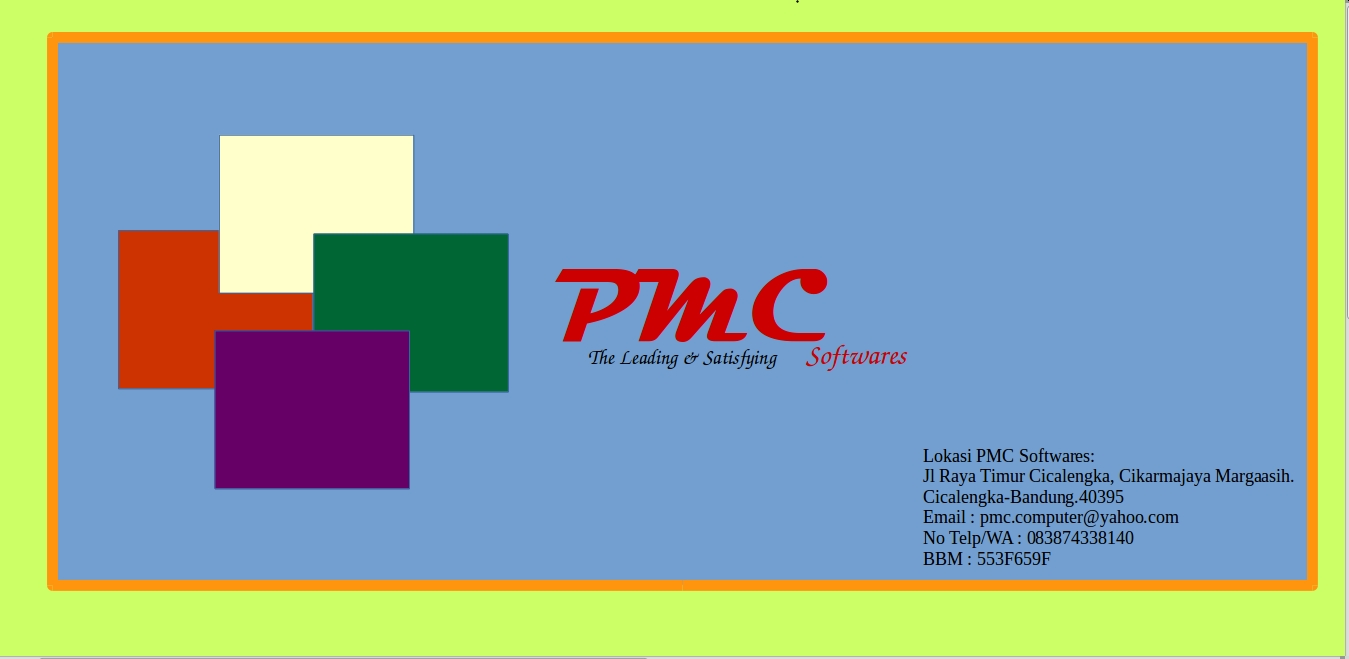 PMC
The Leading & Satisfying Softwares
Lokasi PMC Softwares:
Jl Raya Timur Cicalengka, Cikarmajaya Margaasih.
Cicalengka-Bandung.40395
Email : pmc.computer@yahoo.com
No Telp/WA : 083874338140
BBM : 553F659F